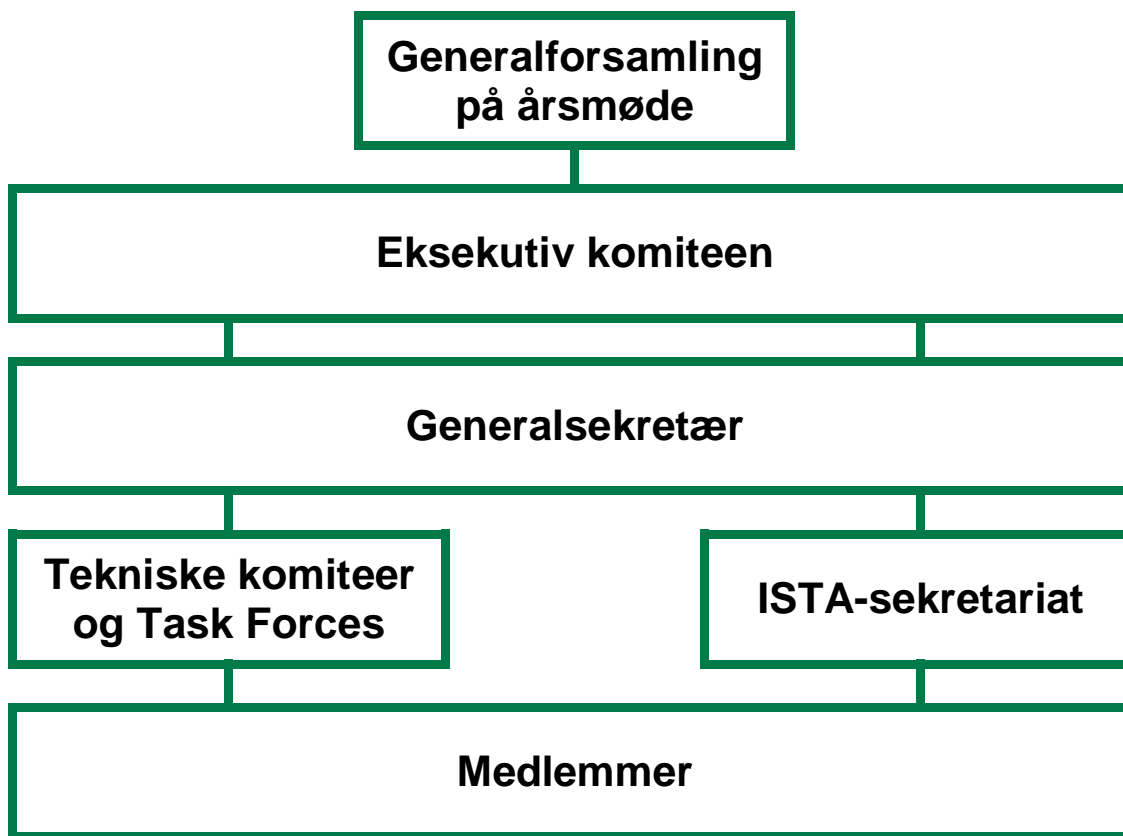 Generalforsamling
på årsmøde
Eksekutiv komiteen
Generalsekretær
Tekniske komiteer
og Task Forces
ISTA-sekretariat
Medlemmer